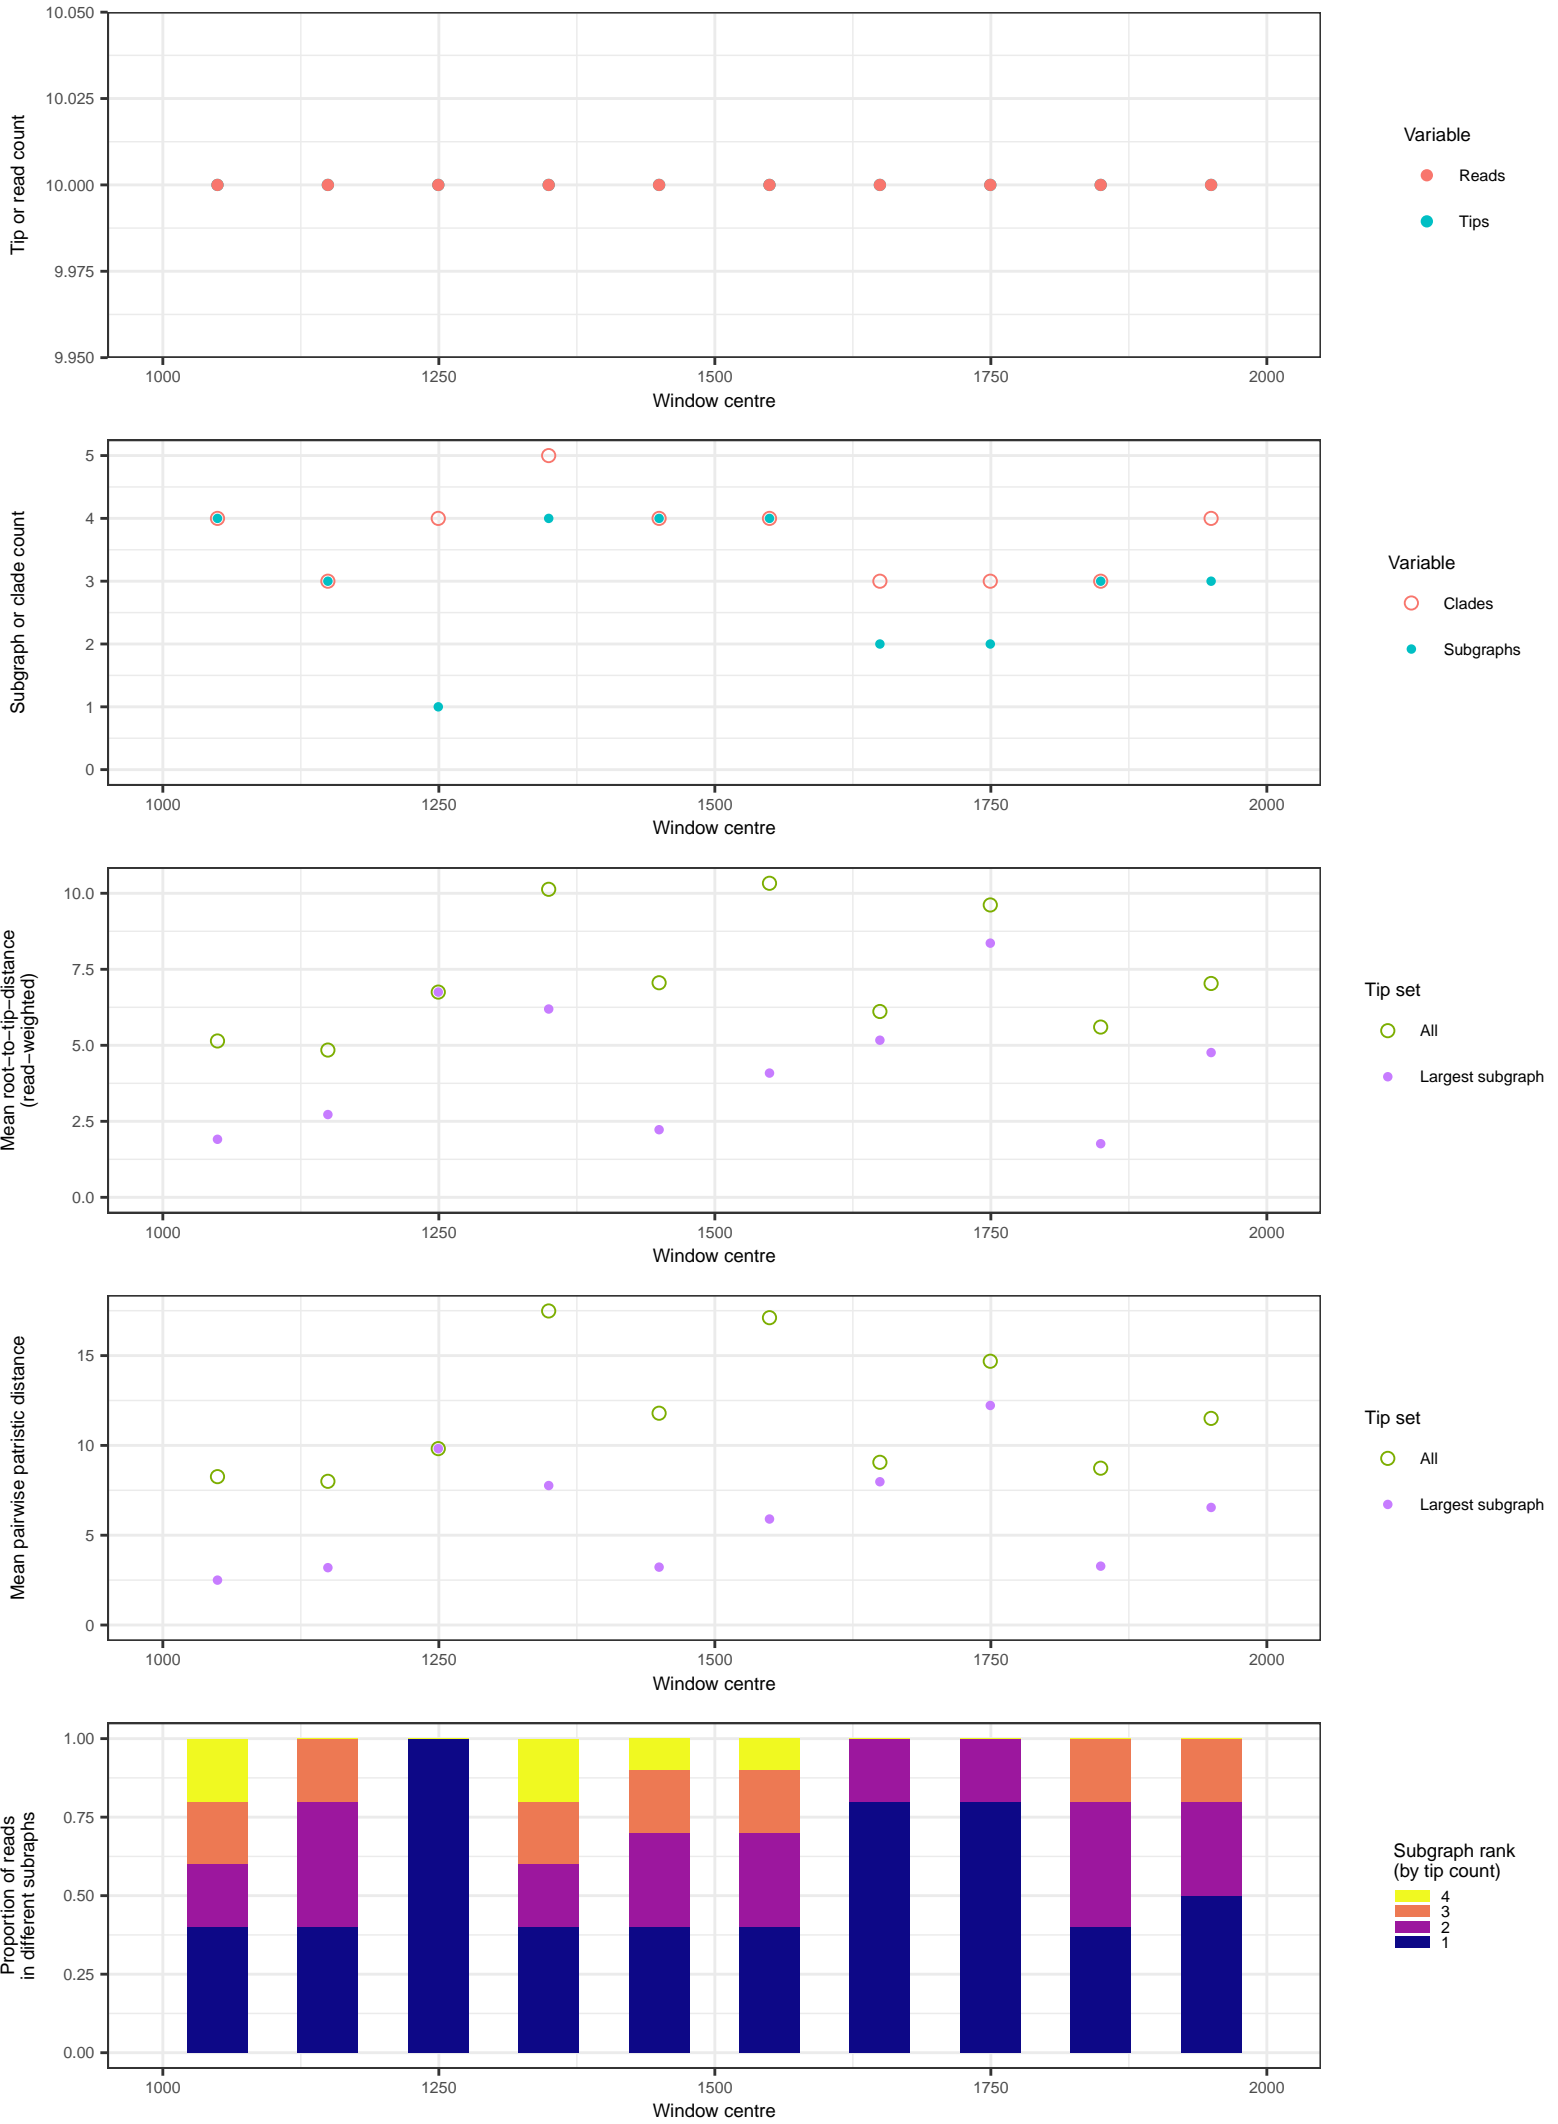 10.050
10.025
10.000
9.975
9.950
Tip or read count
1000 1250 1500 1750 2000
Window centre
Variable
Reads
Tips
5
4
3
2
1
0
Subgraph or clade count
1000 1250 1500 1750 2000
Window centre
Variable
Clades
Subgraphs
10.0
7.5
5.0
2.5
0.0
Mean root−to−tip−distance
(read−weighted)
1000 1250 1500 1750 2000
Window centre
Tip set
All
Largest subgraph
15
10
5
0
Mean pairwise patristic distance
1000 1250 1500 1750 2000
Window centre
Tip set
All
Largest subgraph
1.00
0.75
0.50
0.25
0.00
Proportion of reads
in different subraphs
1000 1250 1500 1750 2000
Window centre
Subgraph rank
(by tip count)
4
3
2
1